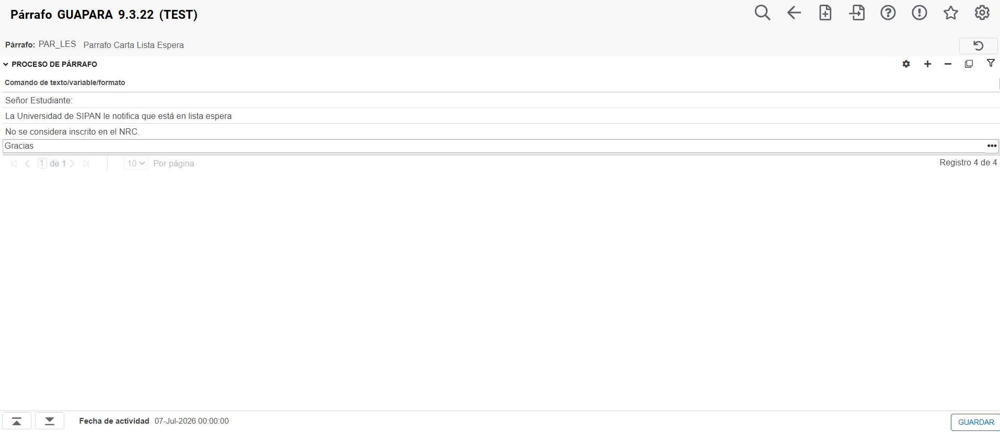 Párrafo GUAPARA 9.3.22 (TEST)
Párrafo: PAR_LES Parrafo Carta Lista Espera
PROCESO DE PÁRRAFO
Comando de texto/variable/formato
Señor Estudiante:
La Universidad de SIPAN le notifica que está en lista espera
No se considera inscrito en el NRC.
Gracias
1 de 1 10 Por página Registro 4 de 4
Fecha de actividad 07-Jul-2026 00:00:00 GUARDAR